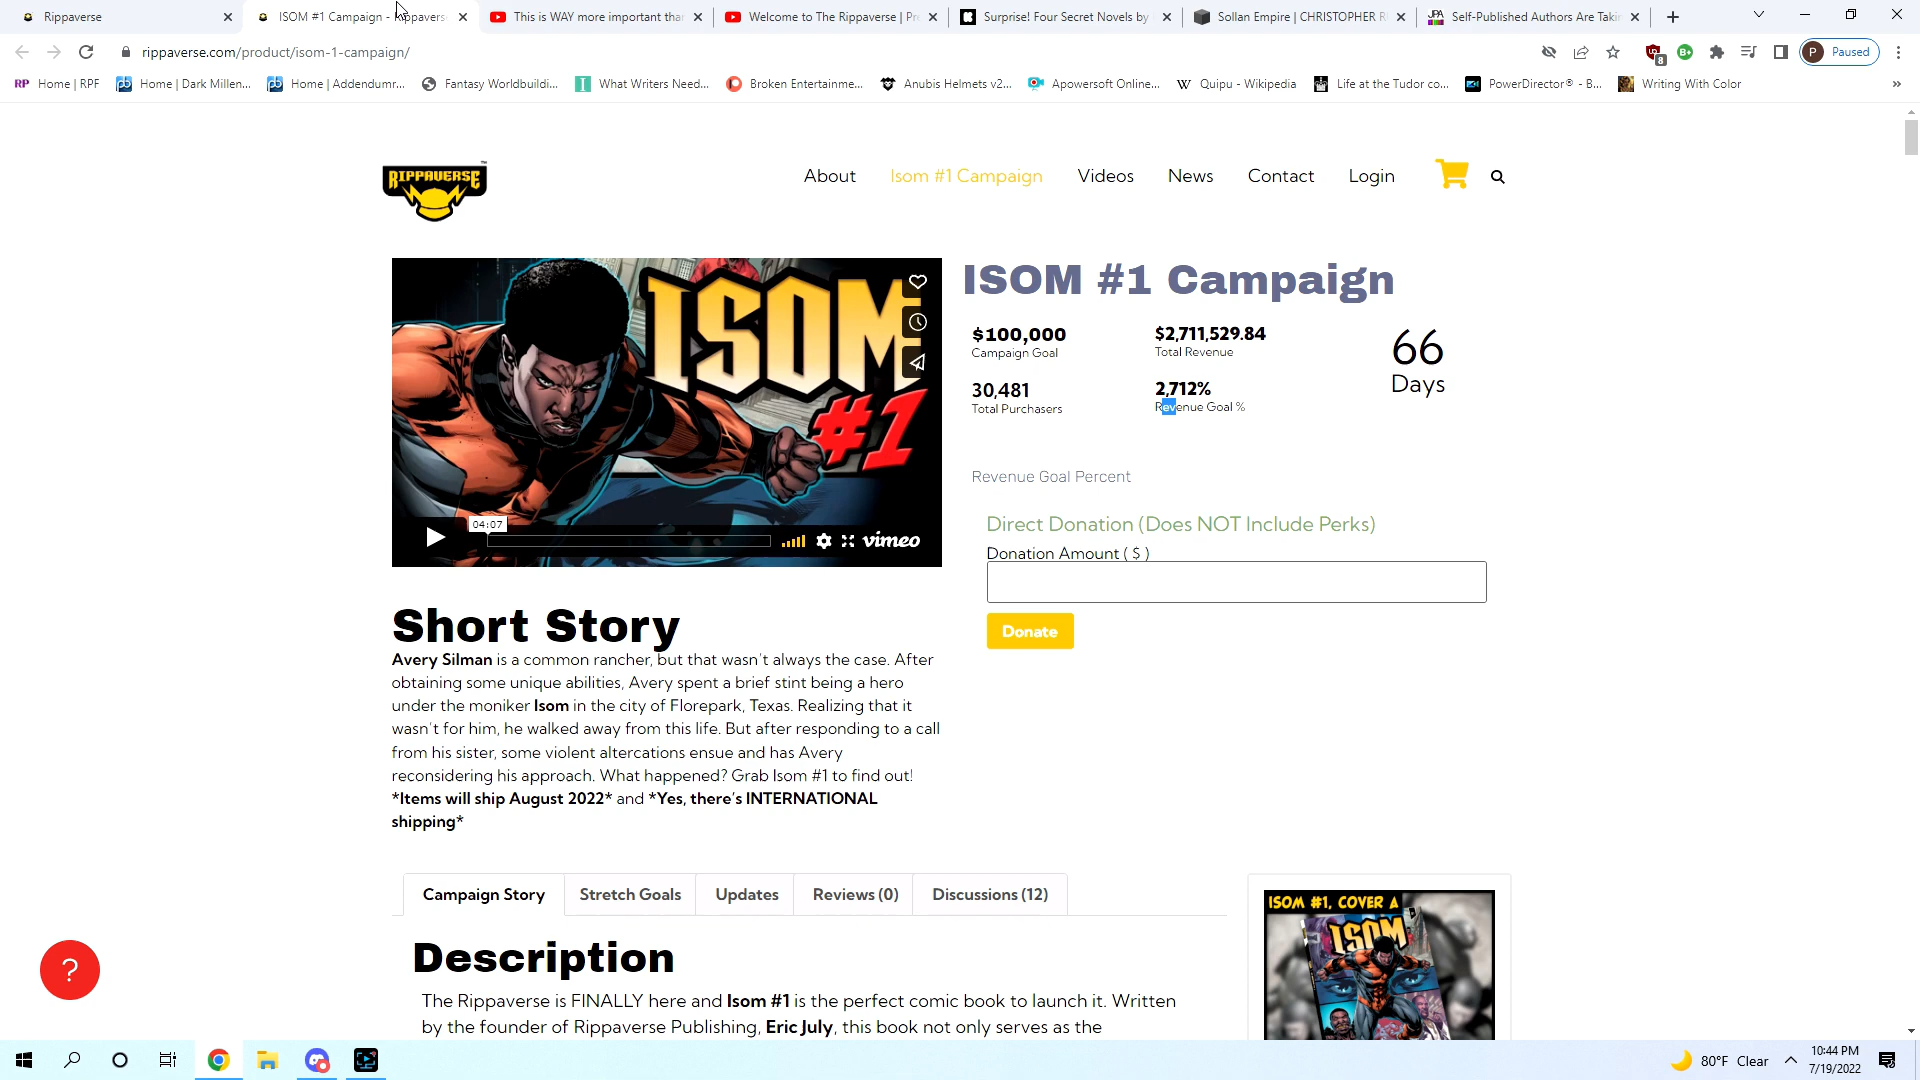 Rippaverse
ISOM #1 Campaign - Rippaverse
This is WAY more important than
Welcome to The Rippaverse | Pr
Surprise! Four Secret Novels by
Sollan Empire | CHRISTOPHER R
Self-Published Authors Are Takin
rippaverse.com/product/isom-1-campaign/
8
P
Paused
RP Home | RPF
Home | Dark Millen...
Home | Addendumr...
Fantasy Worldbuildi...
What Writers Need...
Broken Entertainme...
Anubis Helmets v2...
Apowersoft Online...
W Quipu - Wikipedia
Life at the Tudor co...
PowerDirector® - B...
Writing With Color
»
RIPPAVERSE
About
Isom #1 Campaign
Videos
News
Contact
Login
ISOM
#1
04:07
vimeo
ISOM #1 Campaign
$100,000
Campaign Goal
$2,711,529.84
Total Revenue
66
Days
30,481
Total Purchasers
2,712%
Revenue Goal %
Revenue Goal Percent
Direct Donation (Does NOT Include Perks)
Donation Amount ( $ )
Donate
Short Story
Avery Silman is a common rancher, but that wasn't always the case. After
obtaining some unique abilities, Avery spent a brief stint being a hero
under the moniker Isom in the city of Florepark, Texas. Realizing that it
wasn't for him, he walked away from this life. But after responding to a call
from his sister, some violent altercations ensue and has Avery
reconsidering his approach. What happened? Grab Isom #1 to find out!
*Items will ship August 2022* and *Yes, there's INTERNATIONAL
shipping*
Campaign Story
Stretch Goals
Updates
Reviews (0)
Discussions (12)
Description
The Rippaverse is FINALLY here and Isom #1 is the perfect comic book to launch it. Written
by the founder of Rippaverse Publishing, Eric July, this book not only serves as the
ISOM #1, COVER A
ISOM
?
80°F Clear
10:44 PM
7/19/2022